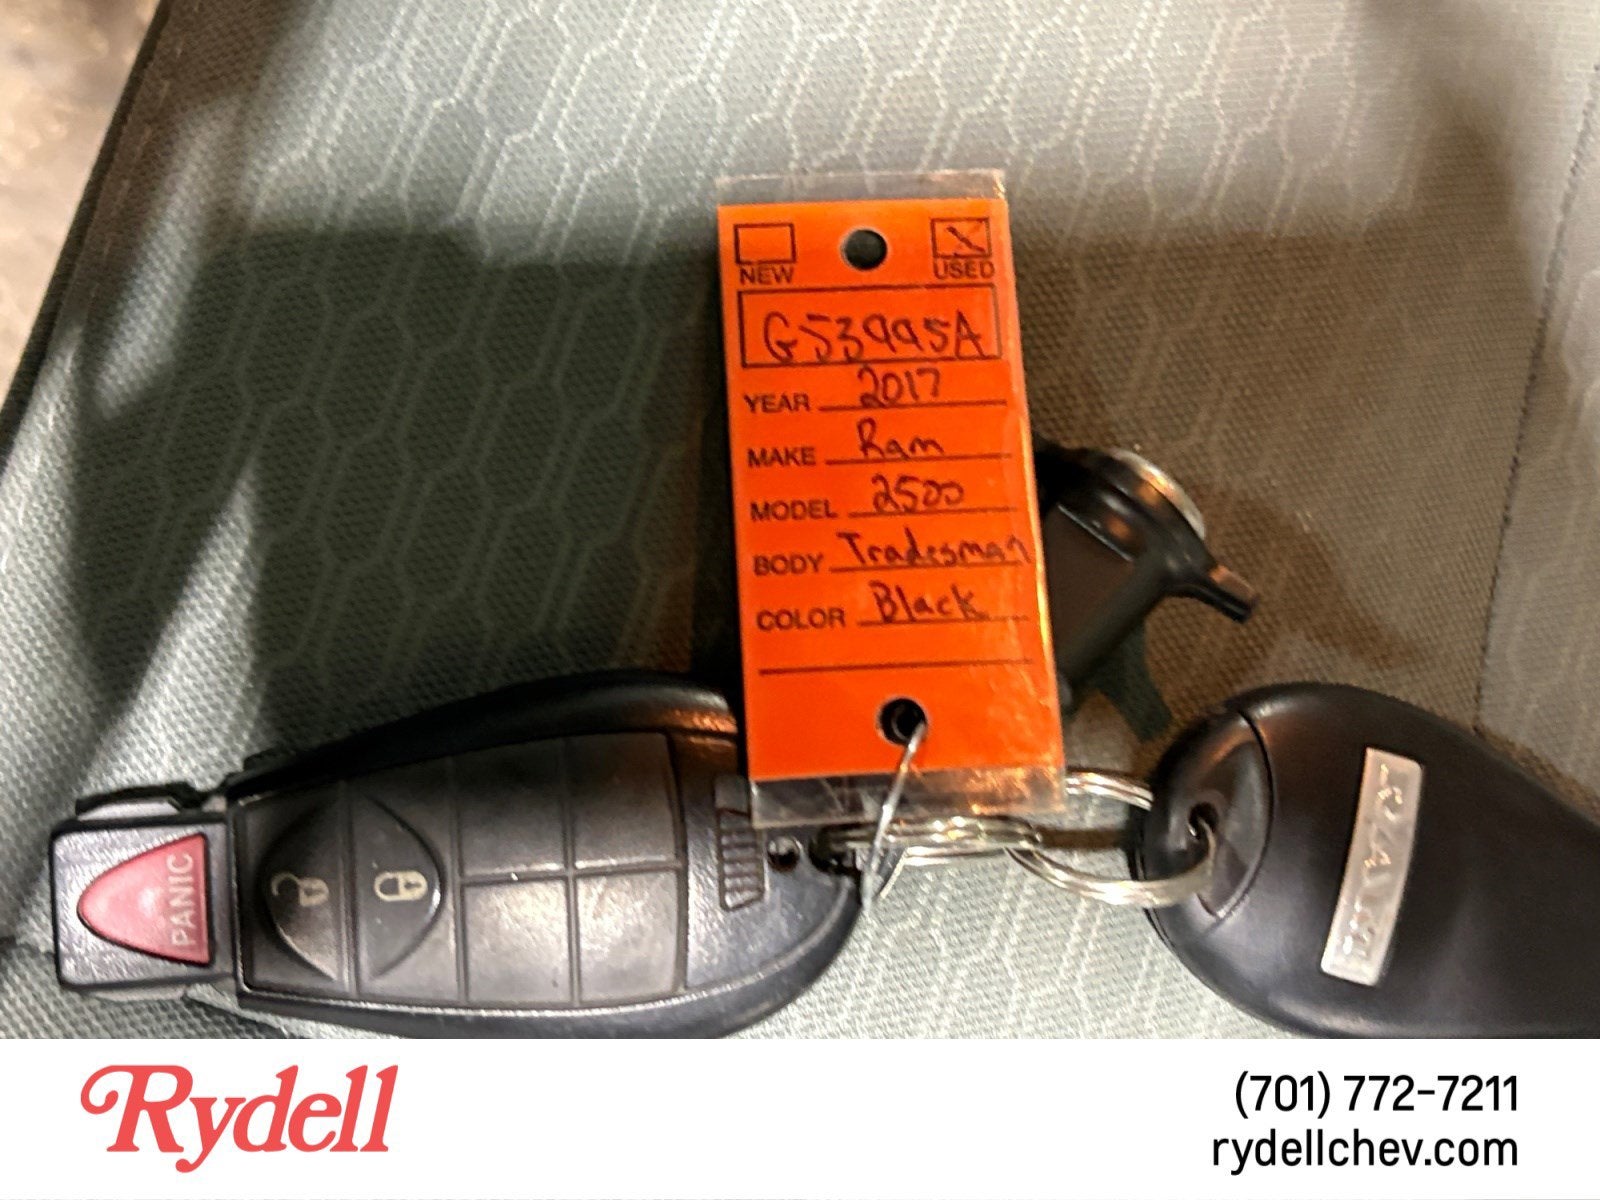 NEW USED
G53995A
YEAR 2017
MAKE Ram
MODEL 2500
BODY Tradesman
COLOR Black
PANIC
Rydell
(701) 772-7211
rydellchev.com